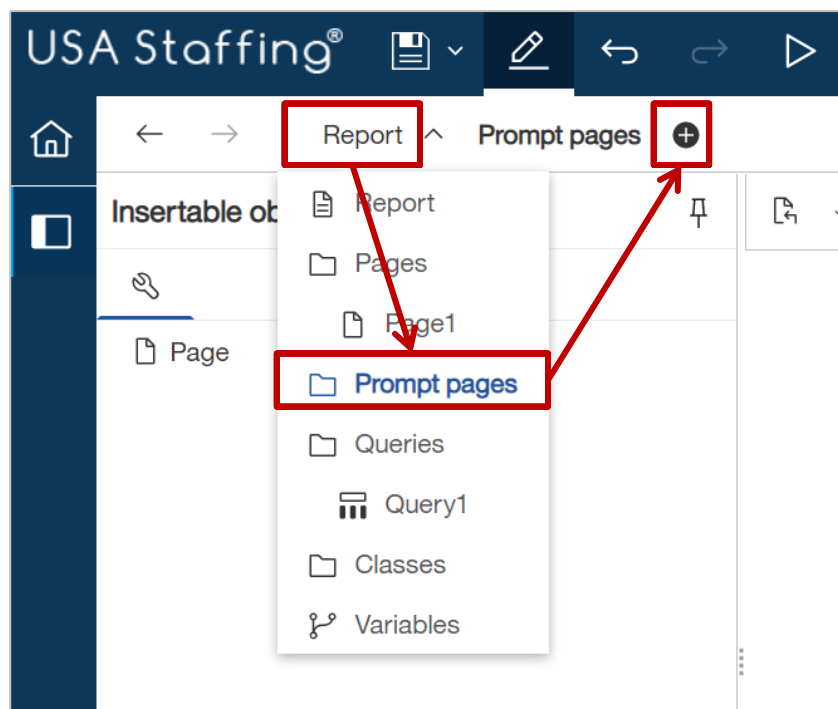 USA Staffing®
Report Prompt pages
Insertable ob
Report
Pages
Page1
Page
Prompt pages
Queries
Query1
Classes
Variables